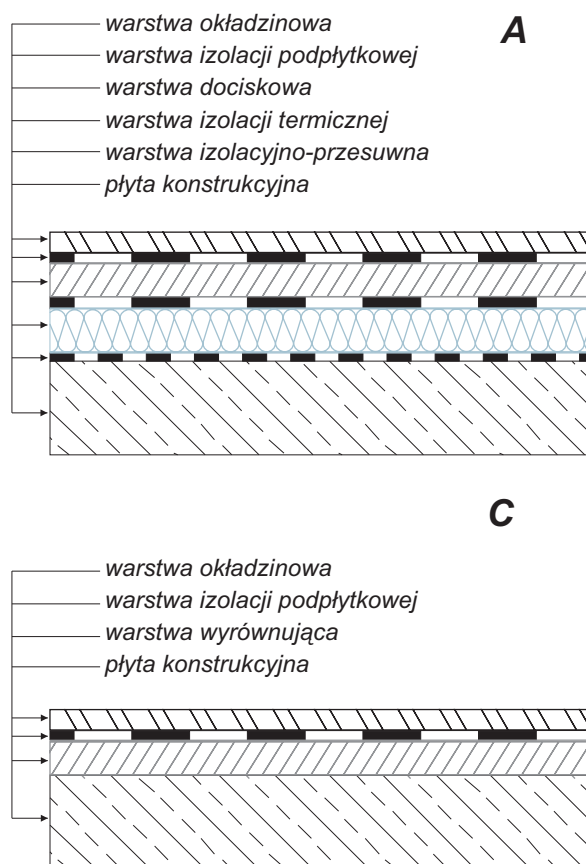 A
warstwa okładzinowa
warstwa izolacji podpłytkowej
warstwa dociskowa
warstwa izolacji termicznej
warstwa izolacyjno-przesuwna
płyta konstrukcyjna
C
warstwa okładzinowa
warstwa izolacji podpłytkowej
warstwa wyrównująca
płyta konstrukcyjna